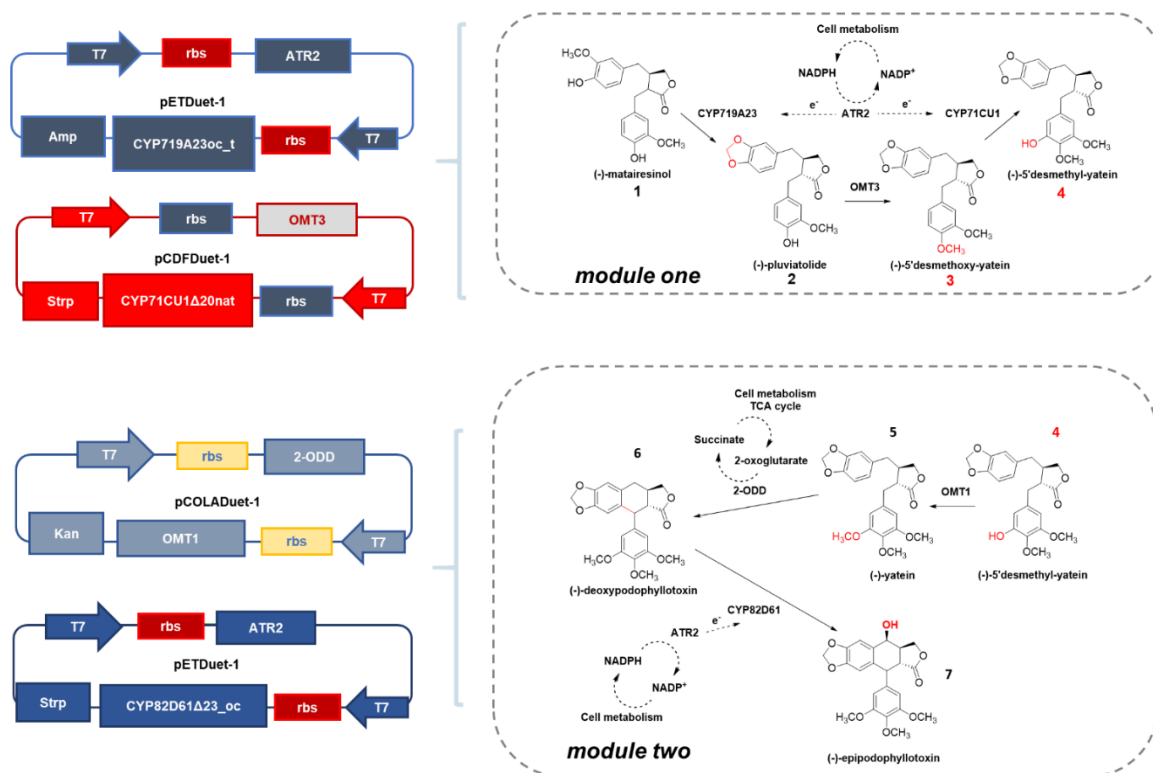 T7
rbs
ATR2
pETDuet-1
Amp
CYP719A23oc_t
rbs
T7
T7
rbs
OMT3
pCDFDuet-1
Strp
CYP71CU1Δ20nat
rbs
T7
Cell metabolism
NADPH
NADP+
CYP719A23
e-
ATR2
e-
CYP71CU1
H3CO
HO
O
O
OCH3
OH
(-)-matairesinol
1
O
O
O
O
OCH3
OH
(-)-pluviatolide
2
OMT3
O
O
O
O
OCH3
OCH3
(-)-5'desmethoxy-yatein
3
O
O
O
O
HO
OCH3
OCH3
(-)-5'desmethyl-yatein
4
module one
T7
rbs
2-ODD
pCOLADuet-1
Kan
OMT1
rbs
T7
T7
rbs
ATR2
pETDuet-1
Strp
CYP82D61Δ23_oc
rbs
T7
Cell metabolism
TCA cycle
Succinate
2-oxoglutarate
2-ODD
6
O
O
O
O
H3CO
OCH3
OCH3
(-)-deoxypodophyllotoxin
5
O
O
O
O
H3CO
OCH3
OCH3
(-)-yatein
OMT1
4
O
O
O
O
HO
OCH3
OCH3
(-)-5'desmethyl-yatein
CYP82D61
e-
ATR2
NADPH
NADP+
Cell metabolism
OH
O
O
O
O
H3CO
OCH3
OCH3
7
(-)-epipodophyllotoxin
module two